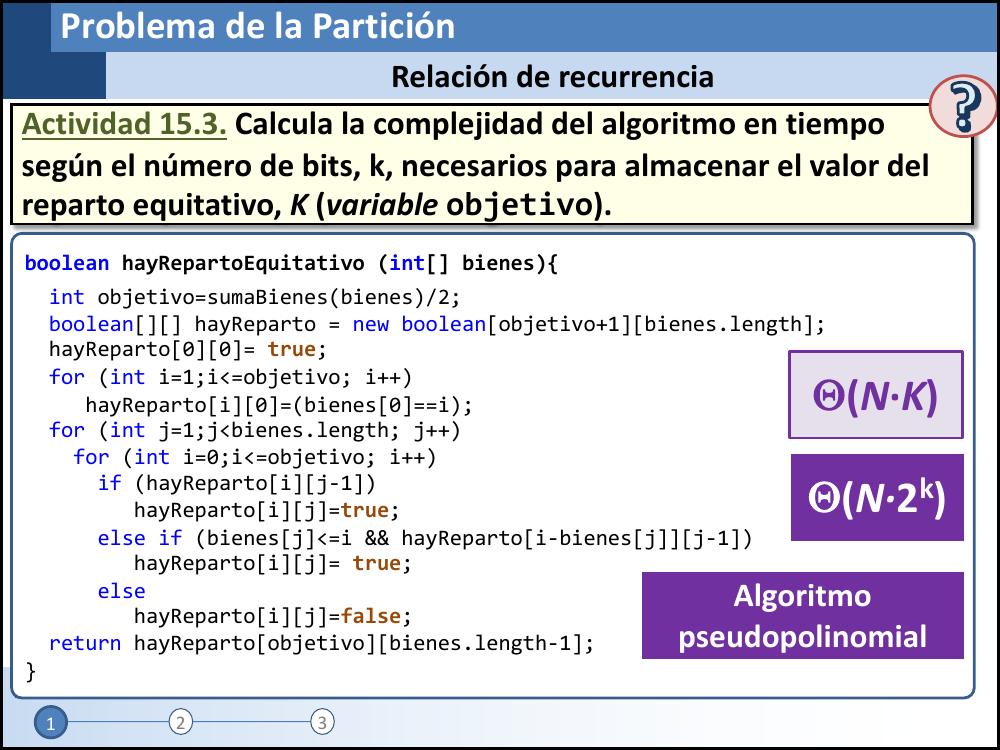 Problema de la Partición
Relación de recurrencia
?
Actividad 15.3. Calcula la complejidad del algoritmo en tiempo
según el número de bits, k, necesarios para almacenar el valor del
reparto equitativo, K (variable objetivo).
boolean hayRepartoEquitativo (int[] bienes){
int objetivo=sumaBienes(bienes)/2;
boolean[][] hayReparto = new boolean[objetivo+1][bienes.length];
hayReparto[0][0]= true;
for (int i=1;i<=objetivo; i++)
hayReparto[i][0]=(bienes[0]==i);
for (int j=1;j<bienes.length; j++)
for (int i=0;i<=objetivo; i++)
if (hayReparto[i][j-1])
hayReparto[i][j]=true;
else if (bienes[j]<=i && hayReparto[i-bienes[j]][j-1])
hayReparto[i][j]= true;
else
hayReparto[i][j]=false;
return hayReparto[objetivo][bienes.length-1];
}
Θ(N·K)
Θ(N·2ᵏ)
Algoritmo
pseudopolinomial
1
2
3